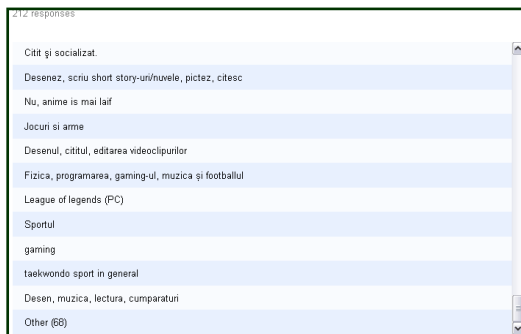 212 responses
Citit şi socializat.
Desenez, scriu short story-uri/nuvele, pictez, citesc
Nu, anime is mai laif
Jocuri si arme
Desenul, cititul, editarea videoclipurilor
Fizica, programarea, gaming-ul, muzica și footballul
League of legends (PC)
Sportul
gaming
taekwondo sport in general
Desen, muzica, lectura, cumparaturi
Other (68)